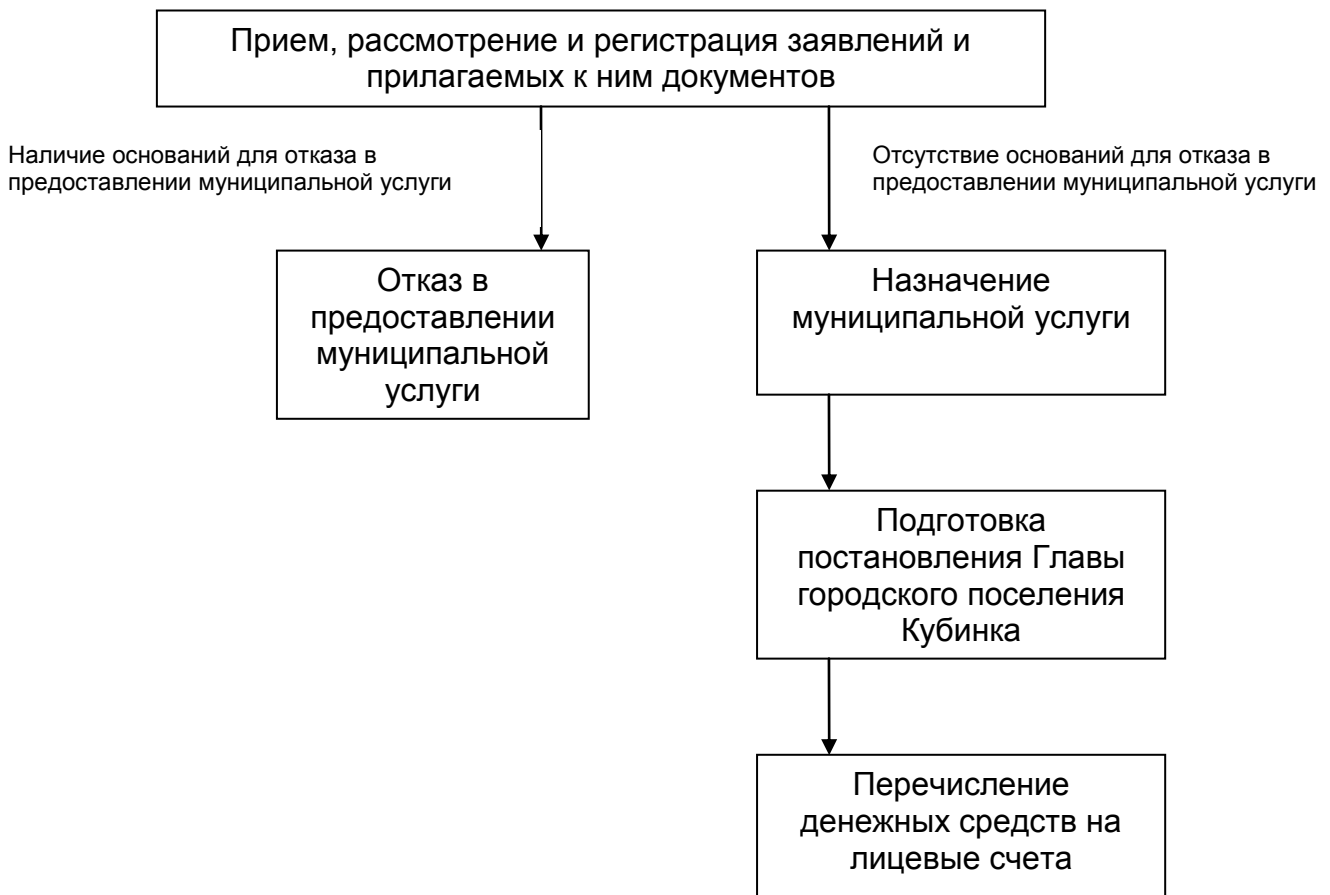 Прием, рассмотрение и регистрация заявлений и
прилагаемых к ним документов
Наличие оснований для отказа в
предоставлении муниципальной услуги
Отсутствие оснований для отказа в
предоставлении муниципальной услуги
Отказ в
предоставлении
муниципальной
услуги
Назначение
муниципальной услуги
Подготовка
постановления Главы
городского поселения
Кубинка
Перечисление
денежных средств на
лицевые счета